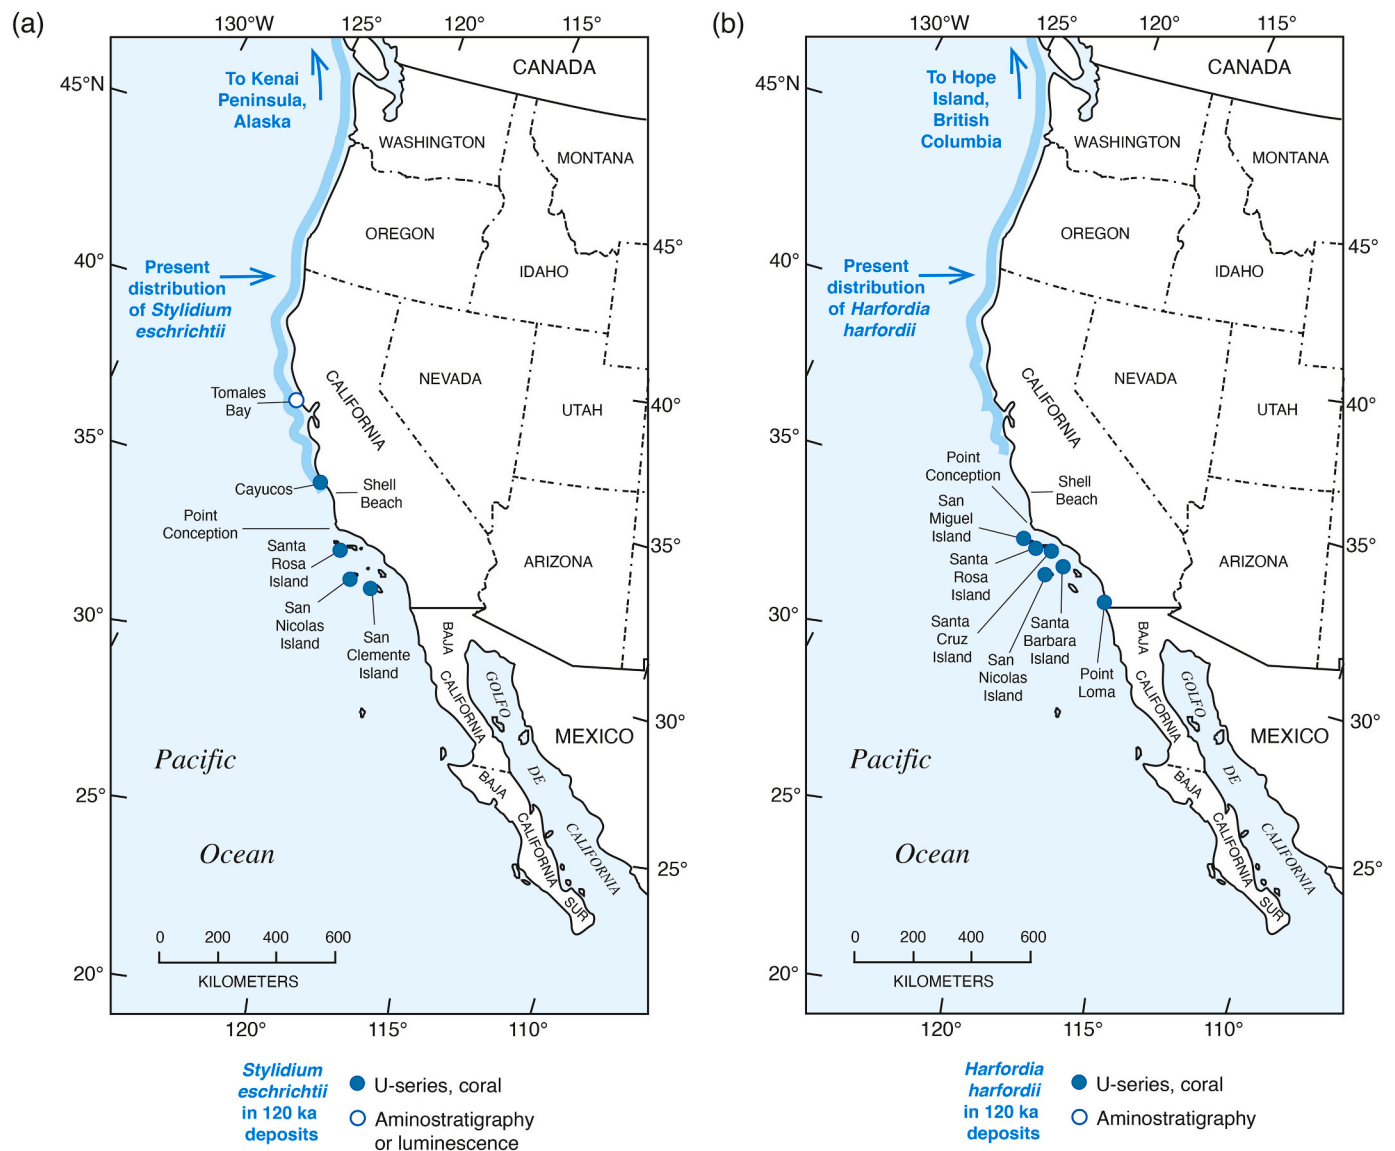 (a)
130°W
125°
120°
115°
45°N
40°
35°
30°
25°
20°
45°
40°
35°
30°
25°
120°
115°
110°
To Kenai
Peninsula,
Alaska
CANADA
WASHINGTON
MONTANA
OREGON
IDAHO
Present
distribution
of Stylidium
eschrichtii
NEVADA
UTAH
CALIFORNIA
ARIZONA
Tomales
Bay
Cayucos
Shell
Beach
Point
Conception
Santa
Rosa
Island
San
Nicolas
Island
San
Clemente
Island
BAJA
CALIFORNIA
GOLFO
DE
CALIFORNIA
MEXICO
BAJA
CALIFORNIA
SUR
Pacific
Ocean
0
200
400
600
KILOMETERS
Stylidium
eschrichtii
in 120 ka
deposits
U-series, coral
Aminostratigraphy
or luminescence
(b)
130°W
125°
120°
115°
45°N
40°
35°
30°
25°
20°
45°
40°
35°
30°
25°
120°
115°
110°
To Hope
Island,
British
Columbia
CANADA
WASHINGTON
MONTANA
OREGON
IDAHO
Present
distribution
of Harfordia
harfordii
NEVADA
UTAH
CALIFORNIA
ARIZONA
Point
Conception
Shell
Beach
San
Miguel
Island
Santa
Rosa
Island
Santa
Cruz
Island
San
Nicolas
Island
Santa
Barbara
Island
Point
Loma
BAJA
CALIFORNIA
GOLFO
DE
CALIFORNIA
MEXICO
BAJA
CALIFORNIA
SUR
Pacific
Ocean
0
200
400
600
KILOMETERS
Harfordia
harfordii
in 120 ka
deposits
U-series, coral
Aminostratigraphy